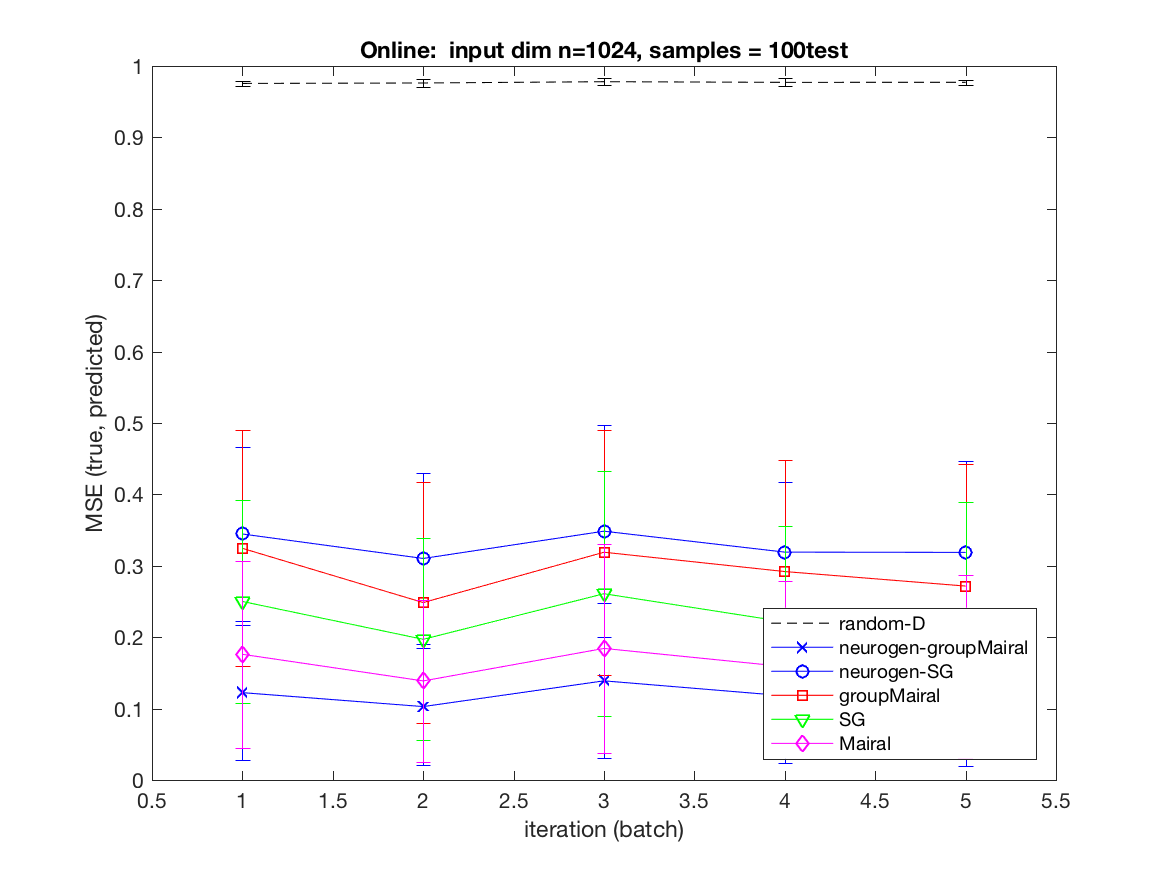 Online:  input dim n=1024, samples = 100test
1
0.9
0.8
0.7
0.6
0.5
0.4
0.3
0.2
0.1
0
MSE (true, predicted)
random-D
neurogen-groupMairal
neurogen-SG
groupMairal
SG
Mairal
0.5 1 1.5 2 2.5 3 3.5 4 4.5 5 5.5
iteration (batch)